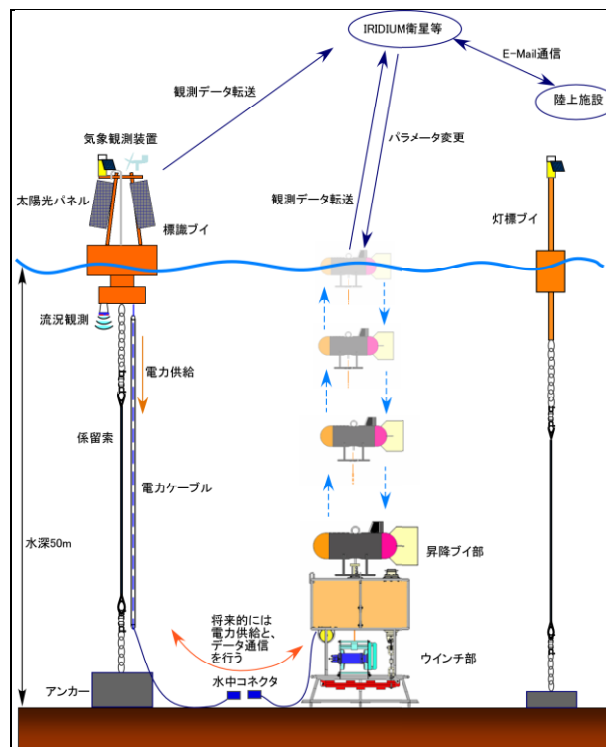 IRIDIUM衛星等
E-Mail通信
陸上施設
観測データ転送
パラメータ変更
気象観測装置
太陽光パネル
標識ブイ
観測データ転送
灯標ブイ
流況観測
電力供給
係留索
電力ケーブル
水深50m
昇降ブイ部
将来的には
電力供給と、
データ通信
を行う
ウインチ部
アンカー
水中コネクタ